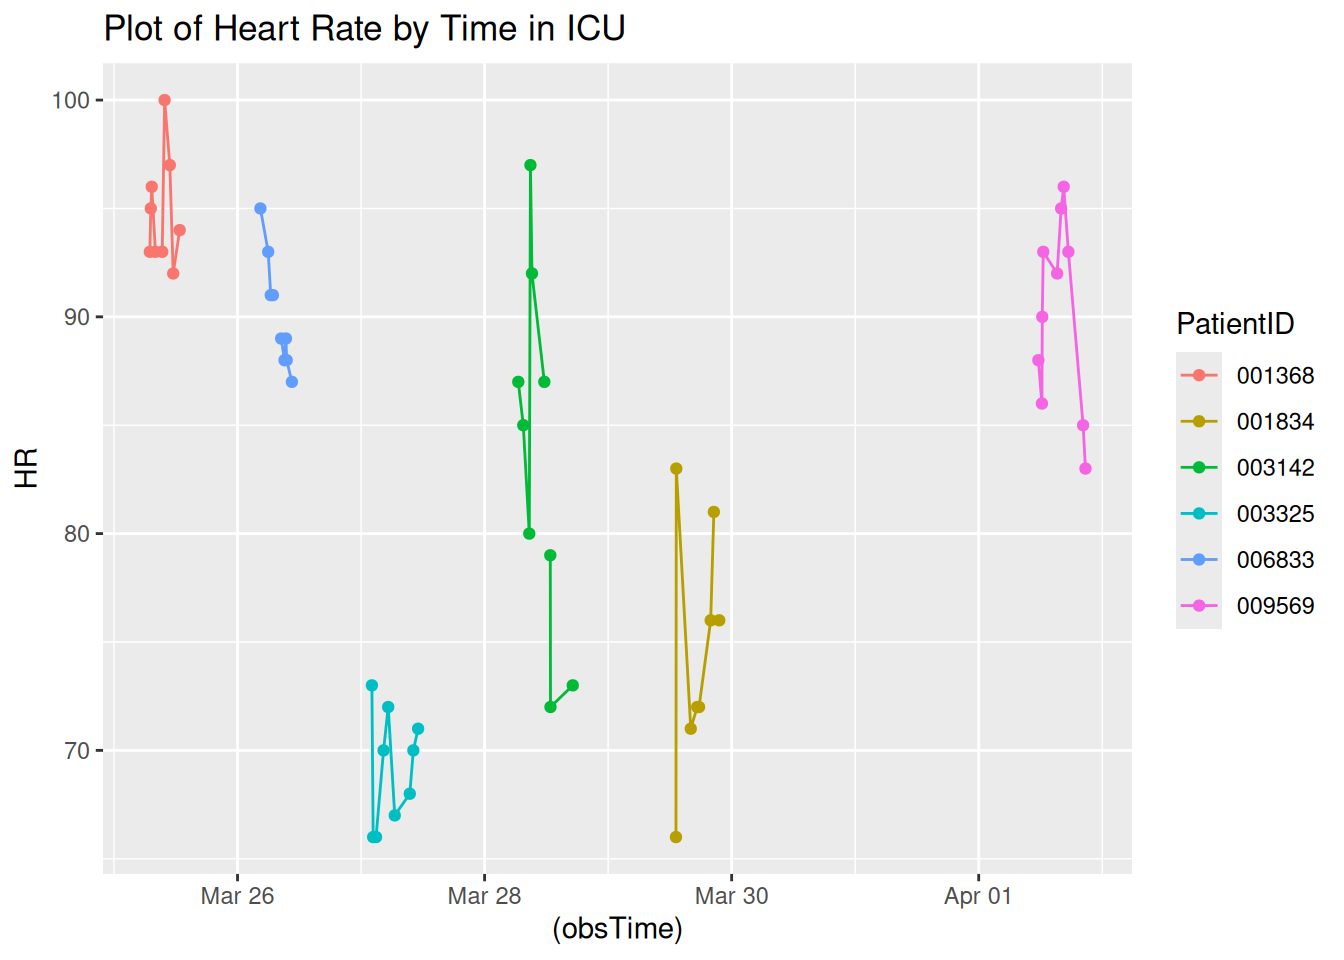 Plot of Heart Rate by Time in ICU
HR
100
90
80
70
Mar 26
Mar 28
Mar 30
Apr 01
(obsTime)
PatientID
001368
001834
003142
003325
006833
009569